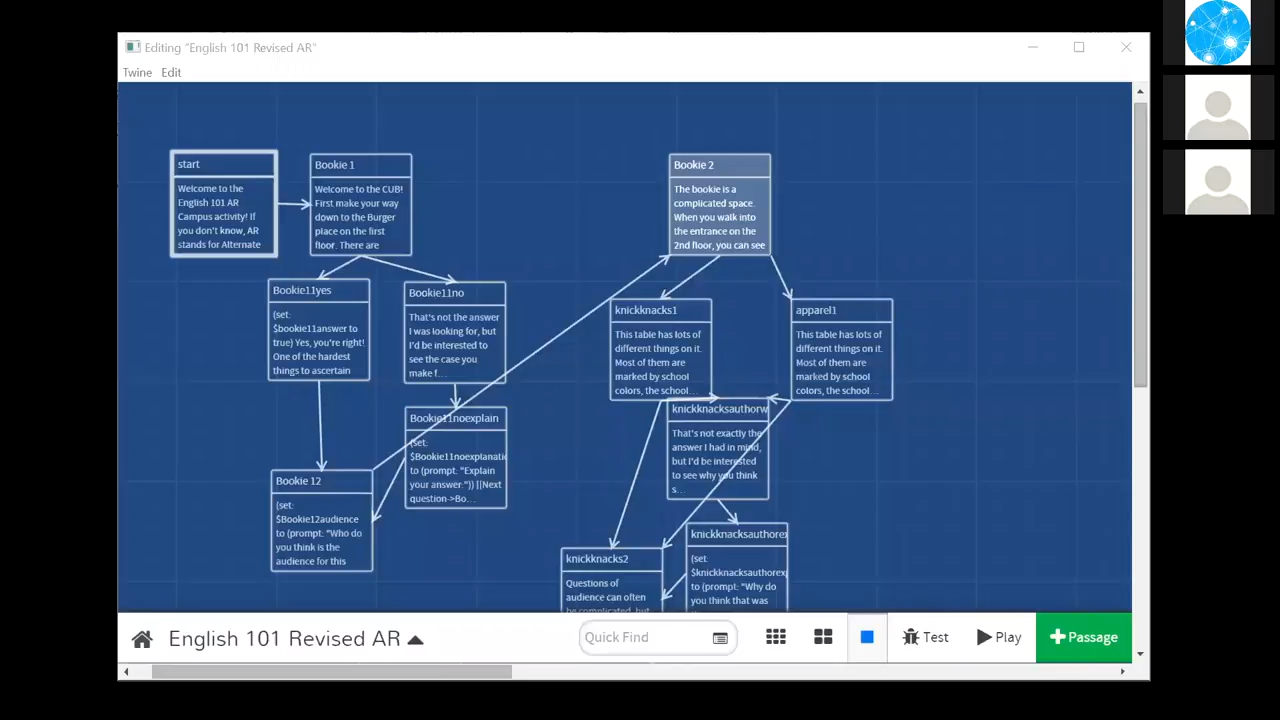 Editing "English 101 Revised AR"
Twine Edit
start
Welcome to the
English 101 AR
Campus activity! If
you don't know, AR
stands for Alternate
Bookie 1
Welcome to the CUB!
First make your way
down to the Burger
place on the first
floor. There are
Bookie 2
The bookie is a
complicated space.
When you walk into
the entrance on the
2nd floor, you can see
Bookie11yes
(set:
$bookie11answer to
true) Yes, you're right!
One of the hardest
things to ascertain
Bookie11no
That's not the answer
I was looking for, but
I'd be interested to
see the case you
make f...
knickknacks1
This table has lots of
different things on it.
Most of them are
marked by school
colors, the school...
apparel1
This table has lots of
different things on it.
Most of them are
marked by school
colors, the school...
Bookie11noexplain
(set:
$Bookie11noexplanati
to (prompt: "Explain
your answer:")) ||Next
question->Bo...
knickknacksauthorw
That's not exactly the
answer I had in mind,
but I'd be interested
to see why you think
s...
Bookie 12
(set:
$Bookie12audience
to (prompt: "Who do
you think is the
audience for this
knickknacks2
Questions of
audience can often
be complicated, but
knickknacksauthorex
(set:
$knickknacksauthorexp
to (prompt: "Why do
you think that was
English 101 Revised AR
Quick Find
Test
Play
Passage